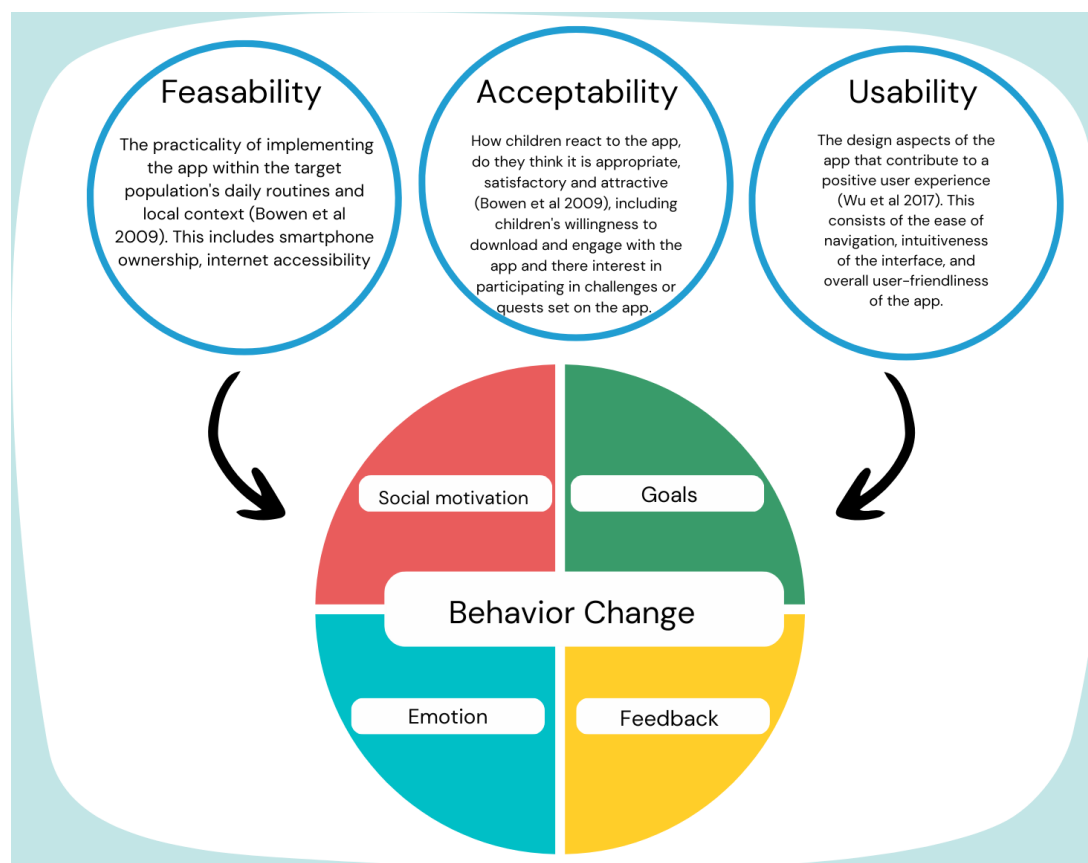 Feasability
The practicality of implementing
the app within the target
population's daily routines and
local context (Bowen et al
2009). This includes smartphone
ownership, internet accessibility
Acceptability
How children react to the app,
do they think it is appropriate,
satisfactory and attractive
(Bowen et al 2009), including
children's willingness to
download and engage with the
app and there interest in
participating in challenges or
quests set on the app.
Usability
The design aspects of the
app that contribute to a
positive user experience
(Wu et al 2017). This
consists of the ease of
navigation, intuitiveness
of the interface, and
overall user-friendliness
of the app.
Social motivation
Goals
Behavior Change
Emotion
Feedback